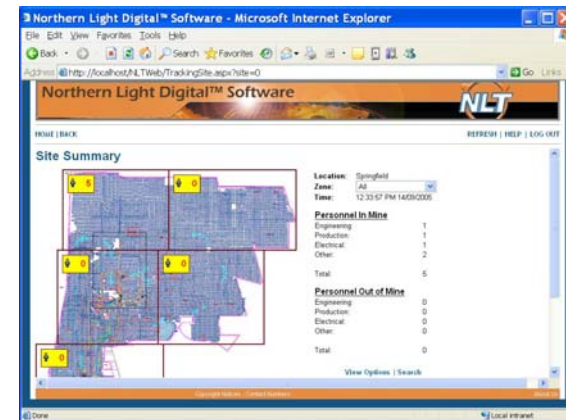 Northern Light Digital™ Software - Microsoft Internet Explorer
File Edit View Favorites Tools Help
Back Search Favorites
Address http://localhost/NLTWeb/TrackingSite.aspx?site=0 Go Links
Northern Light Digital™ Software
NLT
HOME | BACK REFRESH | HELP | LOG OUT
Site Summary
5 0
0 0
0
Location: Springfield
Zone: All
Time: 12:33:57 PM 14/09/2005
Personnel In Mine
Engineering: 1
Production: 1
Electrical: 1
Other: 2
Total: 5
Personnel Out of Mine
Engineering: 0
Production: 0
Electrical: 0
Other: 0
Total: 0
View Options | Search
About Us
Done Local intranet